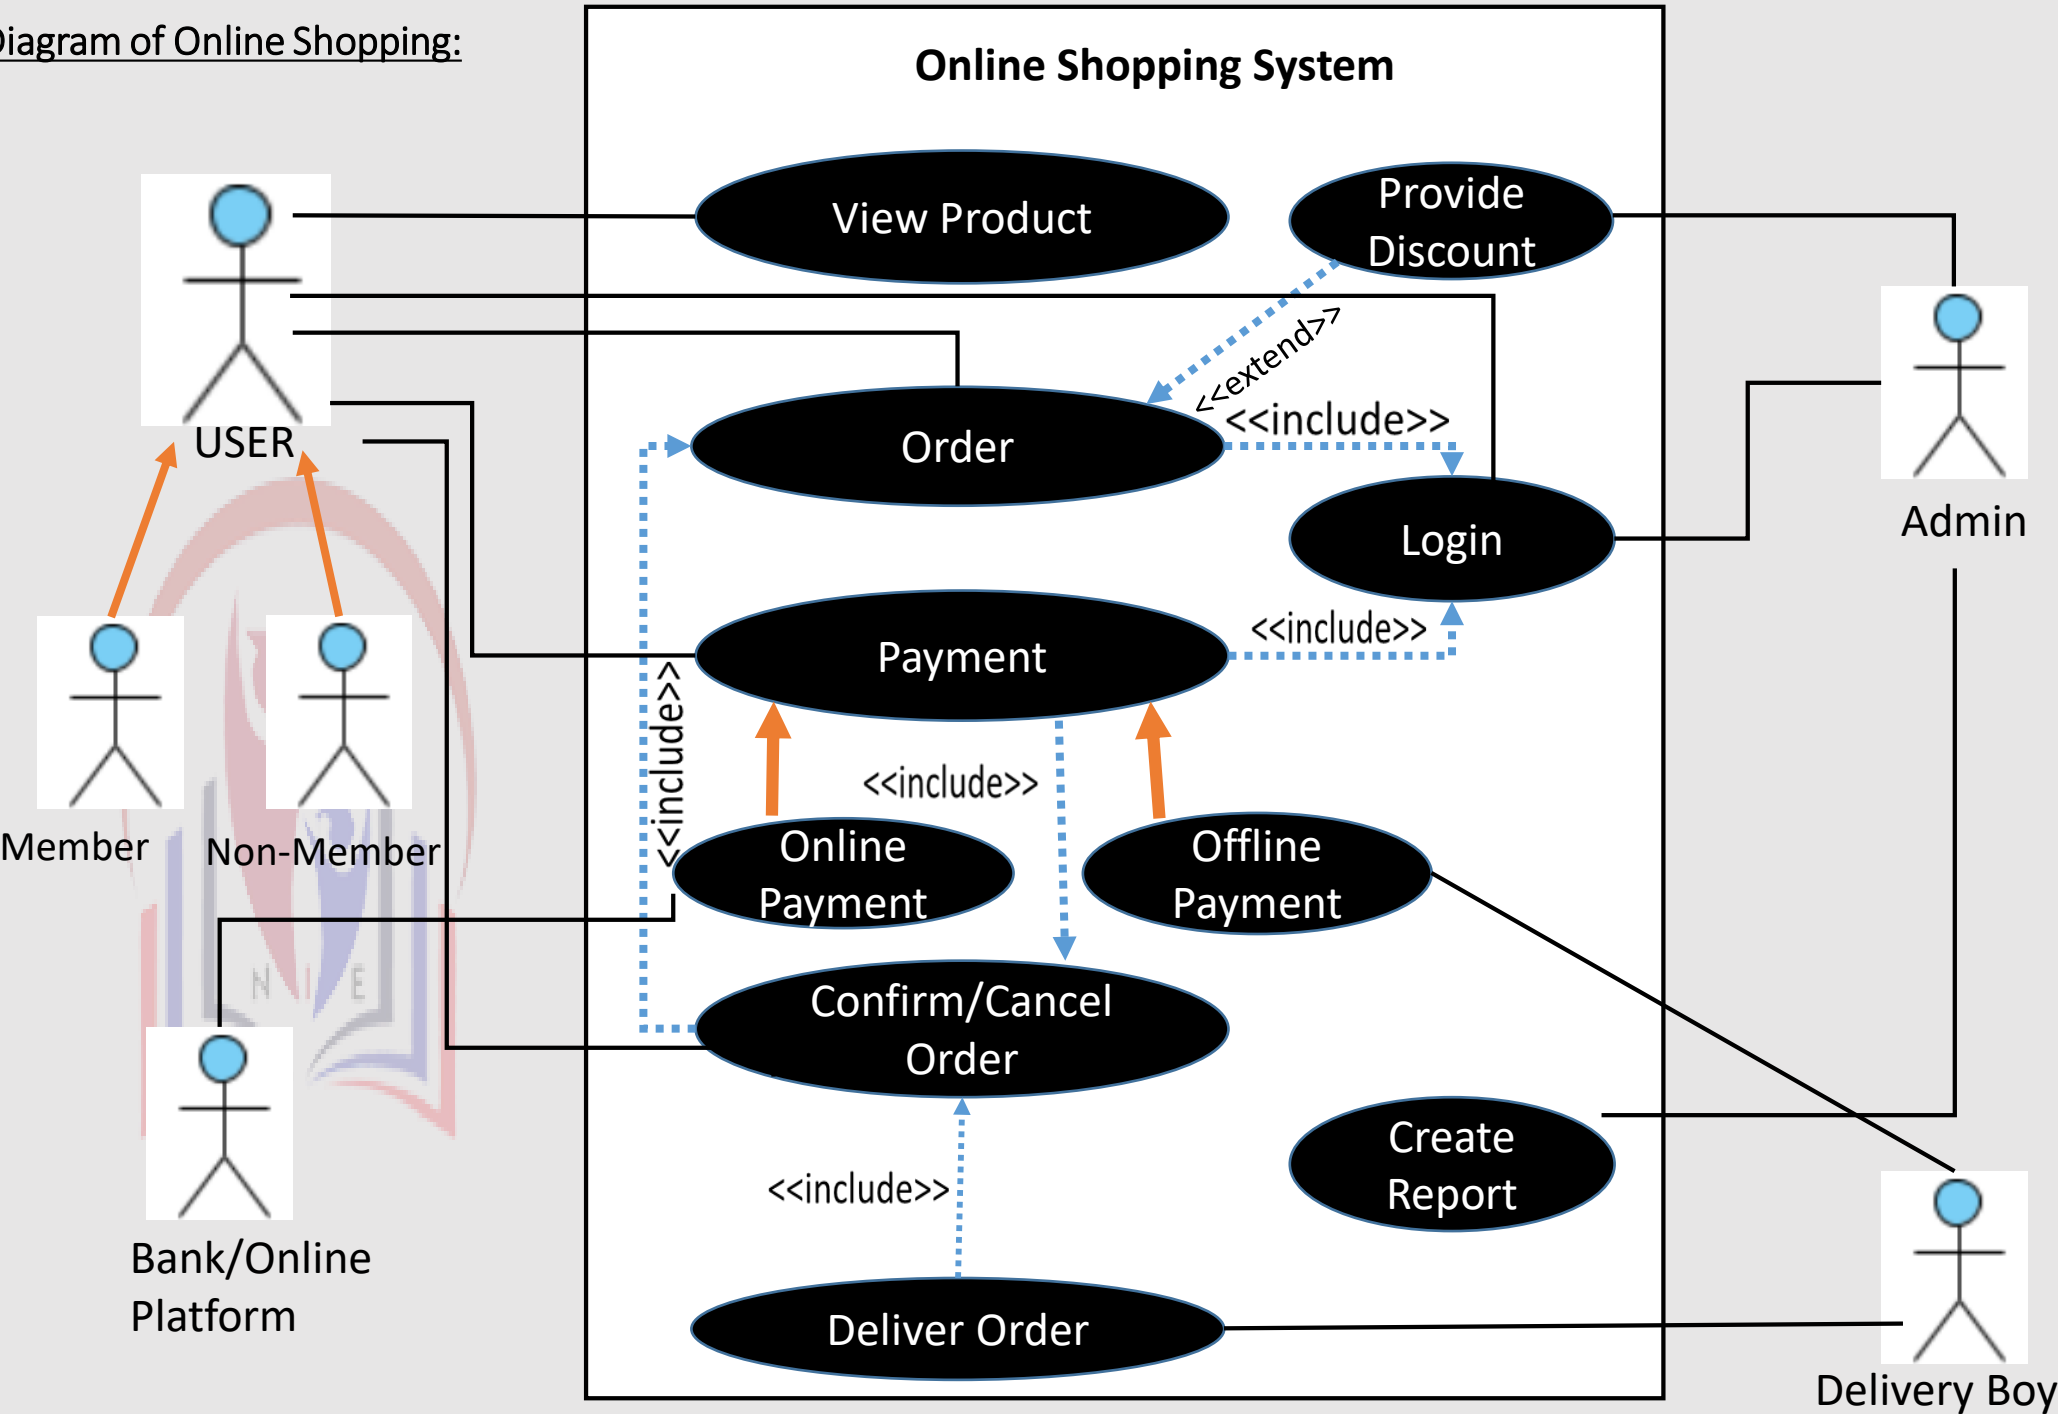 Diagram of Online Shopping:
Online Shopping System
View Product
Provide
Discount
<<extend>>
USER
Order
<<include>>
Login
Admin
Payment
<<include>>
<<include>>
<<include>>
Member
Non-Member
Online
Payment
Offline
Payment
N I E
Confirm/Cancel
Order
Create
Report
<<include>>
Bank/Online
Platform
Deliver Order
Delivery Boy